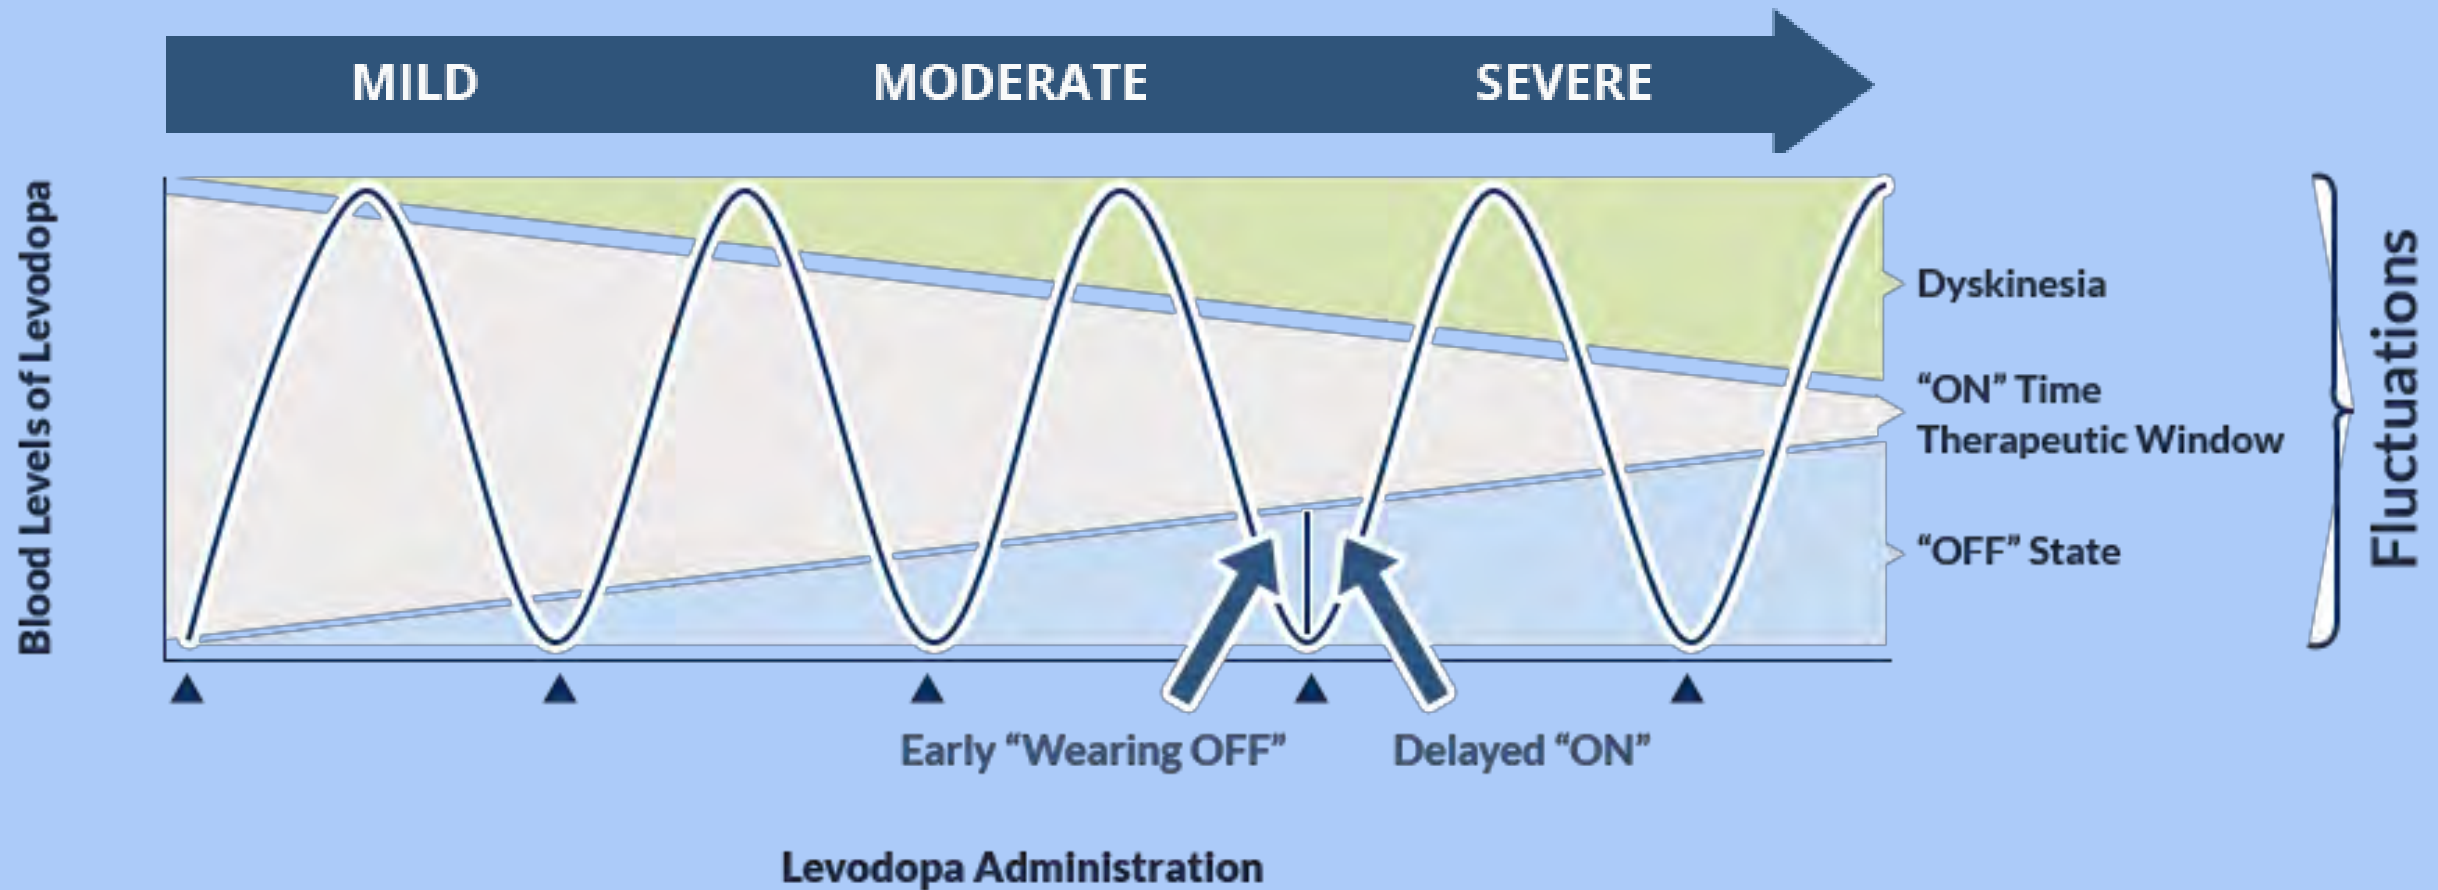 MILD MODERATE SEVERE
Blood Levels of Levodopa
Dyskinesia
“ON” Time
Therapeutic Window
“OFF” State
Fluctuations
Early “Wearing OFF” Delayed “ON”
Levodopa Administration